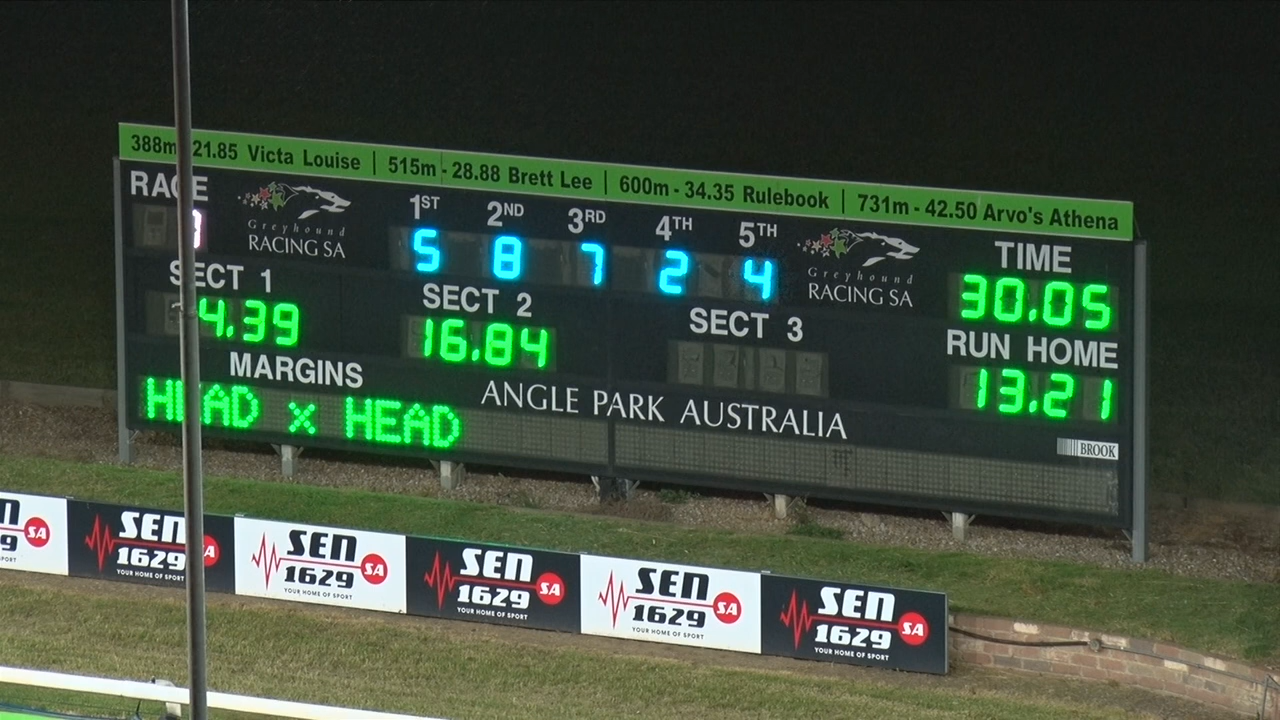 388m 21.85 Victa Louise | 515m - 28.88 Brett Lee | 600m - 34.35 Rulebook | 731m - 42.50 Arvo's Athena
RACE
Greyhound
RACING SA
1ST 2ND 3RD 4TH 5TH
5 8 7 2 4
Greyhound
RACING SA
TIME
30.05
SECT 1
4.39
SECT 2
16.84
SECT 3
RUN HOME
13.21
MARGINS
HEAD x HEAD
ANGLE PARK AUSTRALIA
BROOK
9
SA
SEN
1629
SA
YOUR HOME OF SPORT
SEN
1629
SA
YOUR HOME OF SPORT
SEN
1629
SA
YOUR HOME OF SPORT
SEN
1629
SA
YOUR HOME OF SPORT
SEN
1629
SA
YOUR HOME OF SPORT